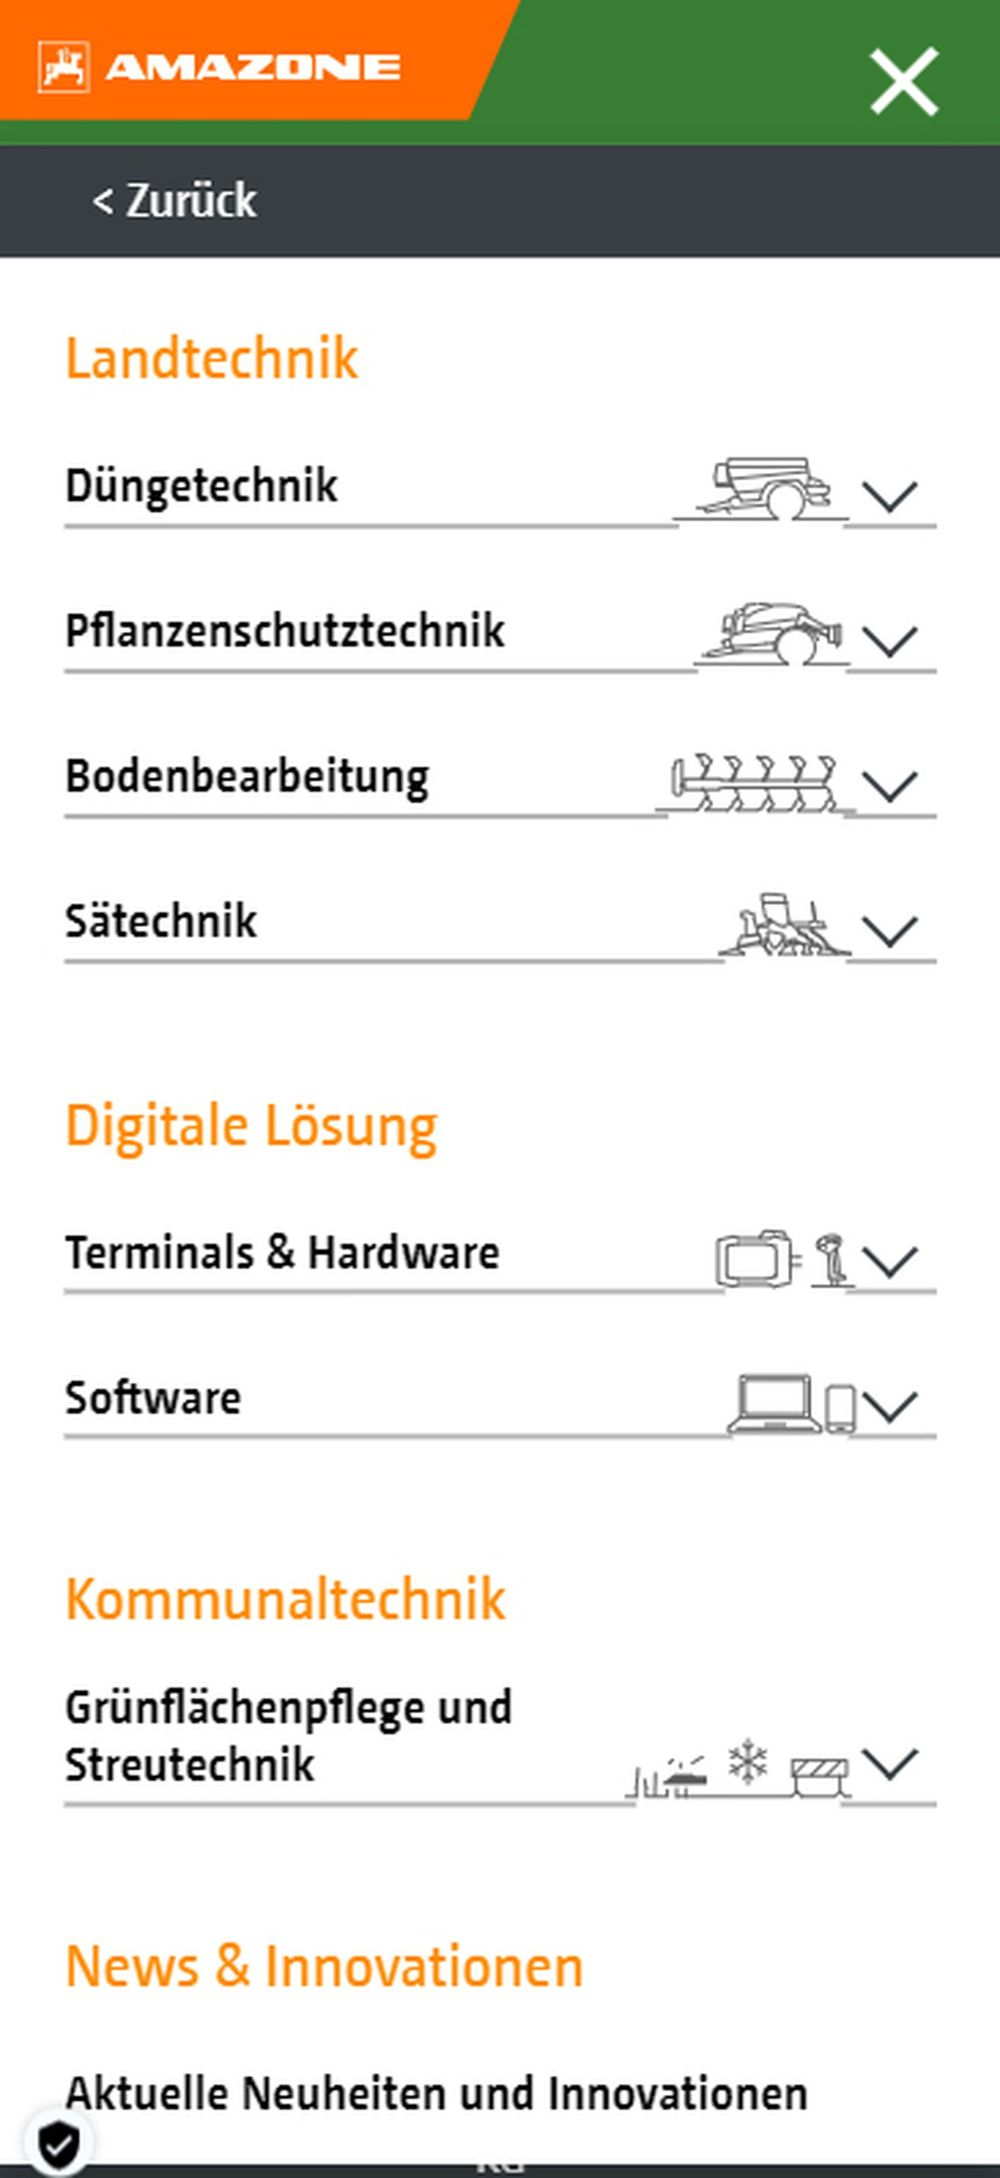 AMAZONE
< Zurück
Landtechnik
Düngetechnik
Pflanzenschutztechnik
Bodenbearbeitung
Sätechnik
Digitale Lösung
Terminals & Hardware
Software
Kommunaltechnik
Grünflächenpflege und
Streutechnik
News & Innovationen
Aktuelle Neuheiten und Innovationen